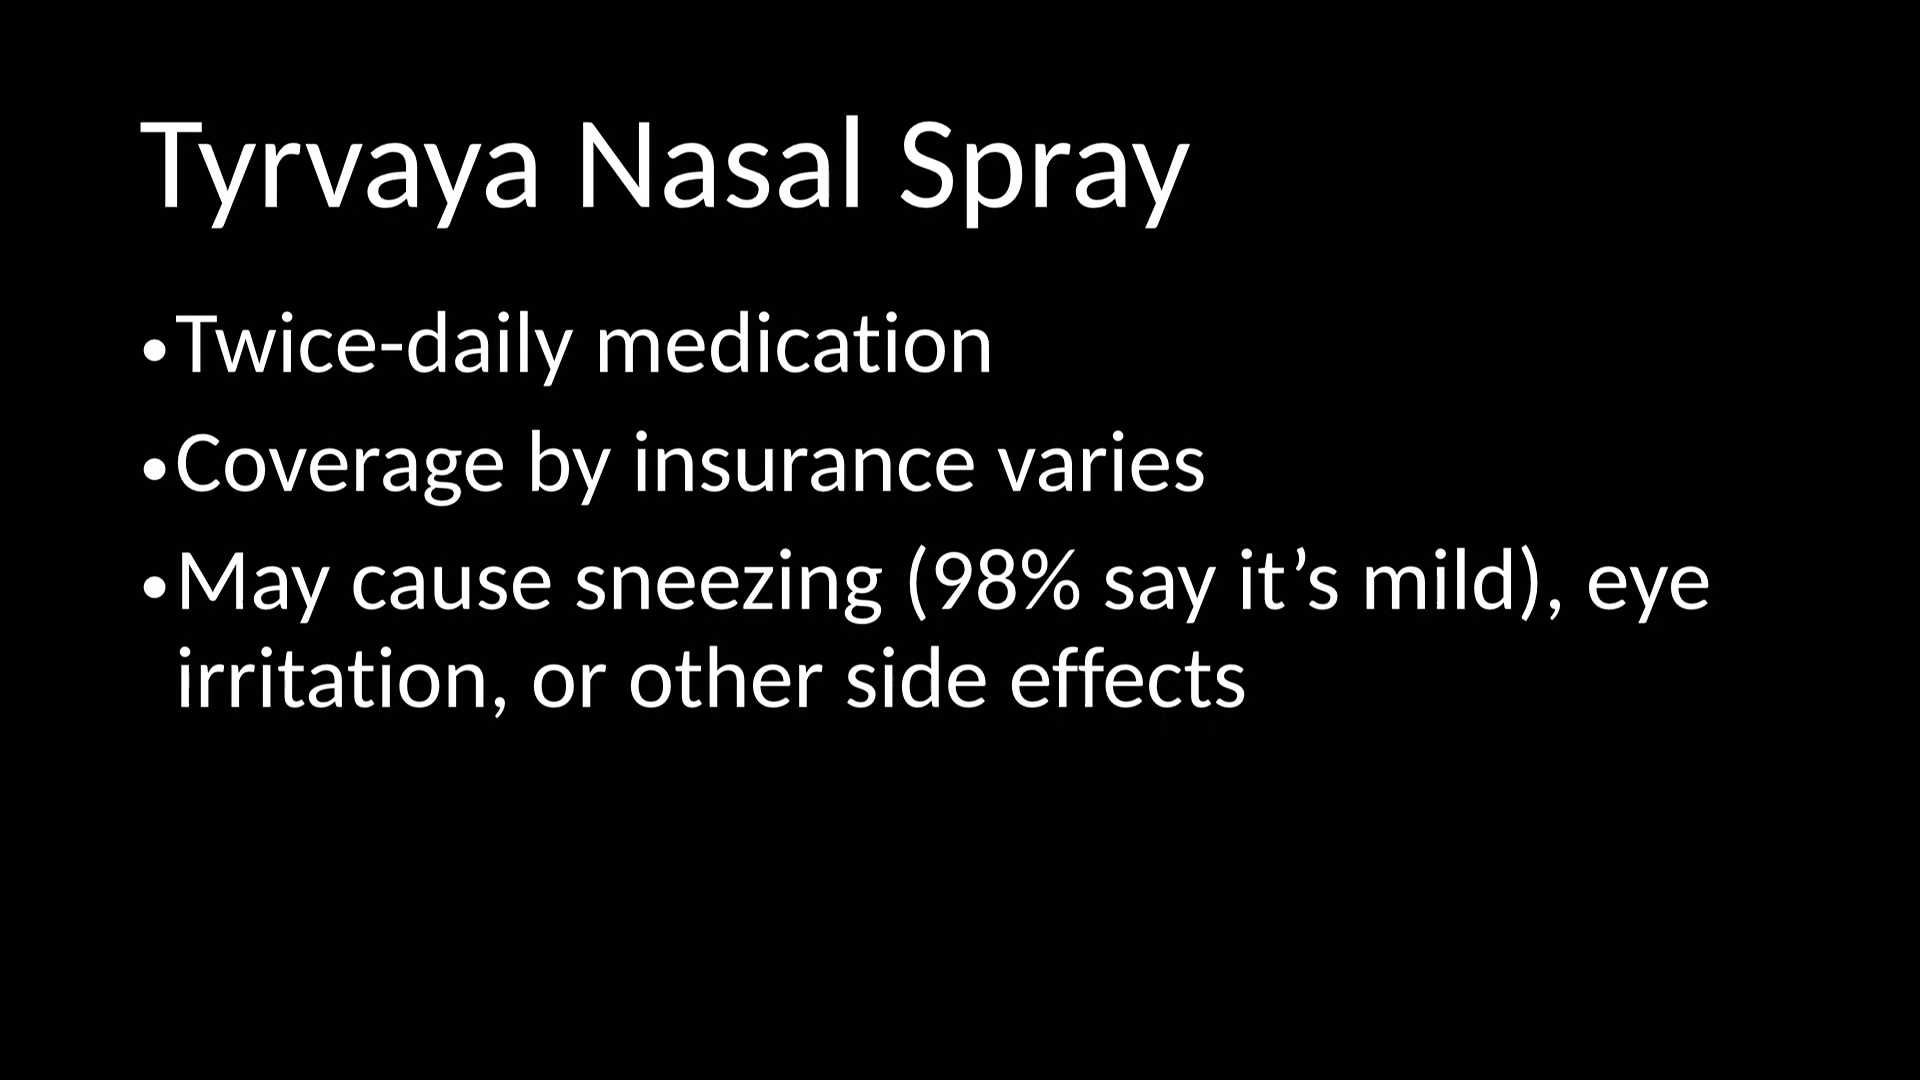 Tyrvaya Nasal Spray
•Twice-daily medication
•Coverage by insurance varies
•May cause sneezing (98% say it’s mild), eye
irritation, or other side effects